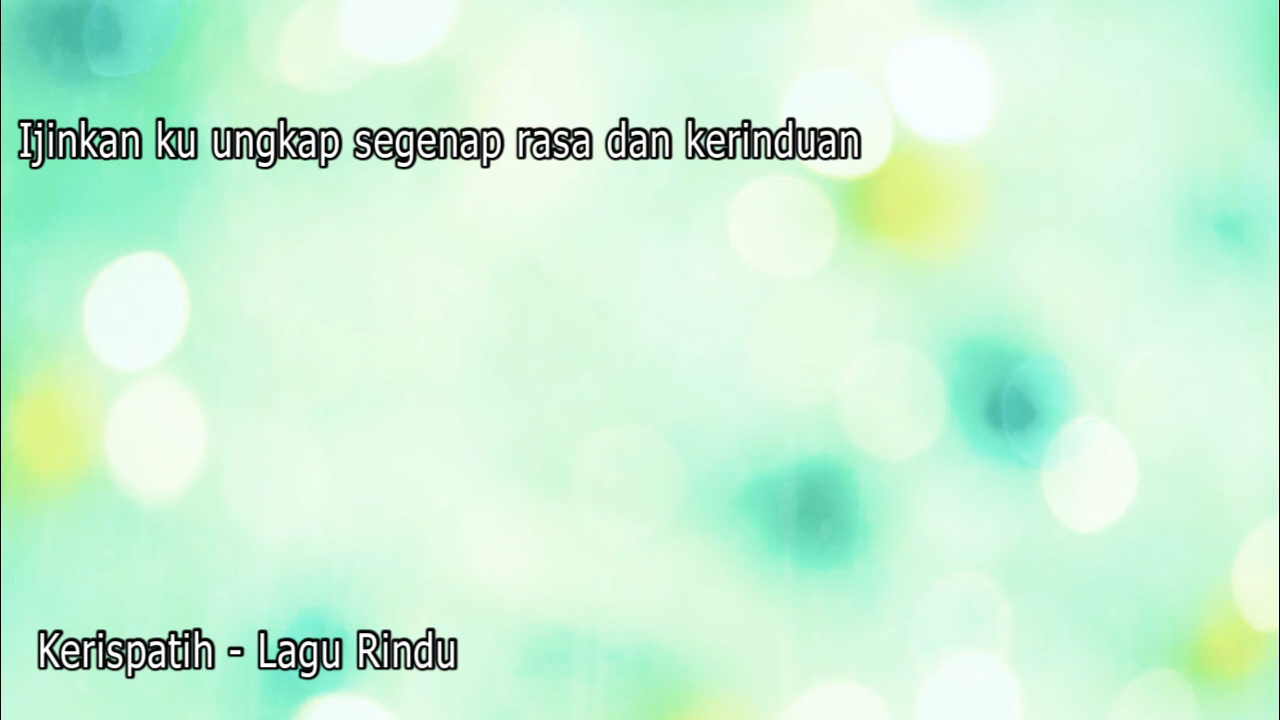 Ijinkan ku ungkap segenap rasa dan kerinduan
Kerispatih - Lagu Rindu